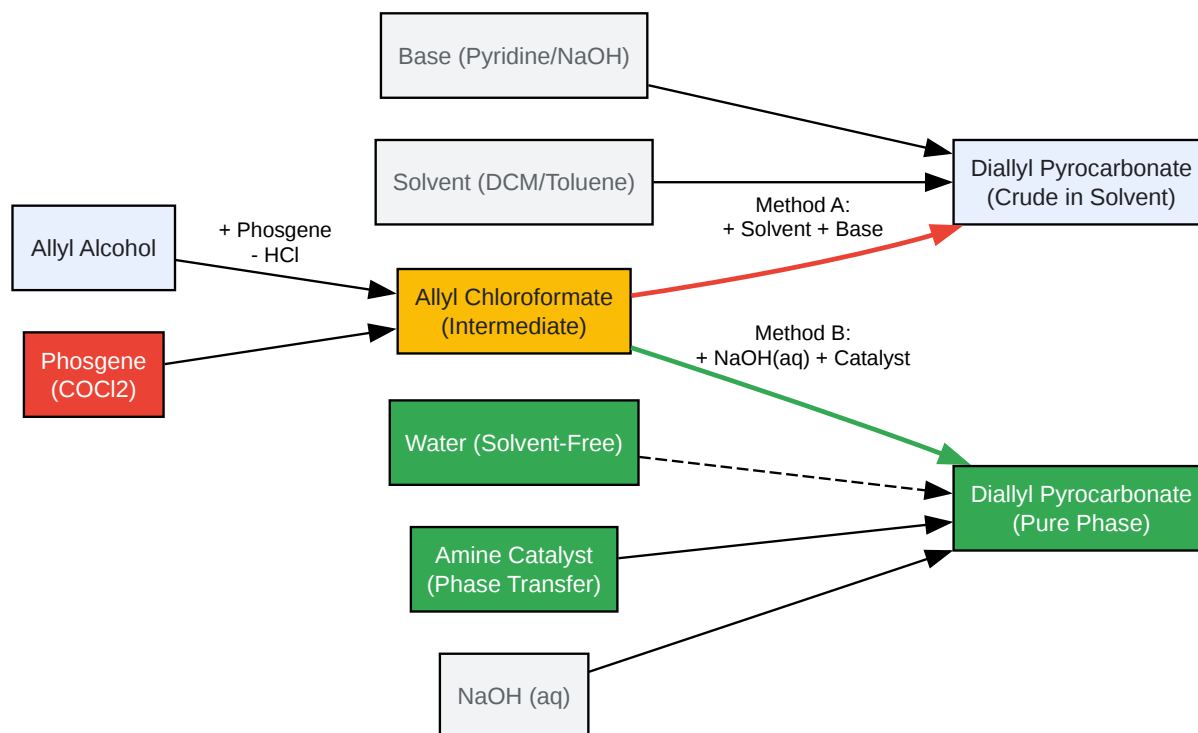 Base (Pyridine/NaOH)
Solvent (DCM/Toluene)
Diallyl Pyrocarbonate
(Crude in Solvent)
Method A:
+ Solvent + Base
Allyl Alcohol
+ Phosgene
- HCl
Allyl Chloroformate
(Intermediate)
Phosgene
(COCl2)
Method B:
+ NaOH(aq) + Catalyst
Water (Solvent-Free)
Diallyl Pyrocarbonate
(Pure Phase)
Amine Catalyst
(Phase Transfer)
NaOH (aq)